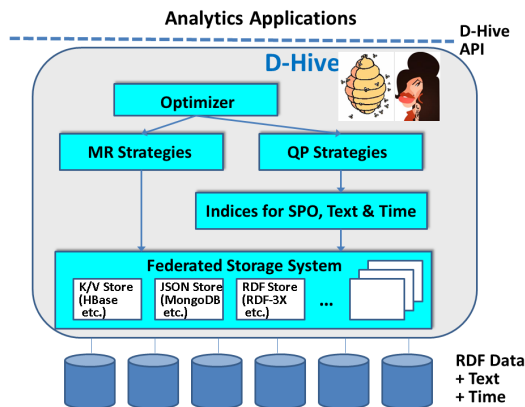 Analytics Applications
D-Hive
API
D-Hive
Optimizer
MR Strategies
QP Strategies
Indices for SPO, Text & Time
Federated Storage System
K/V Store
(HBase
etc.)
JSON Store
(MongoDB
etc.)
RDF Store
(RDF-3X
etc.)
...
RDF Data
+ Text
+ Time